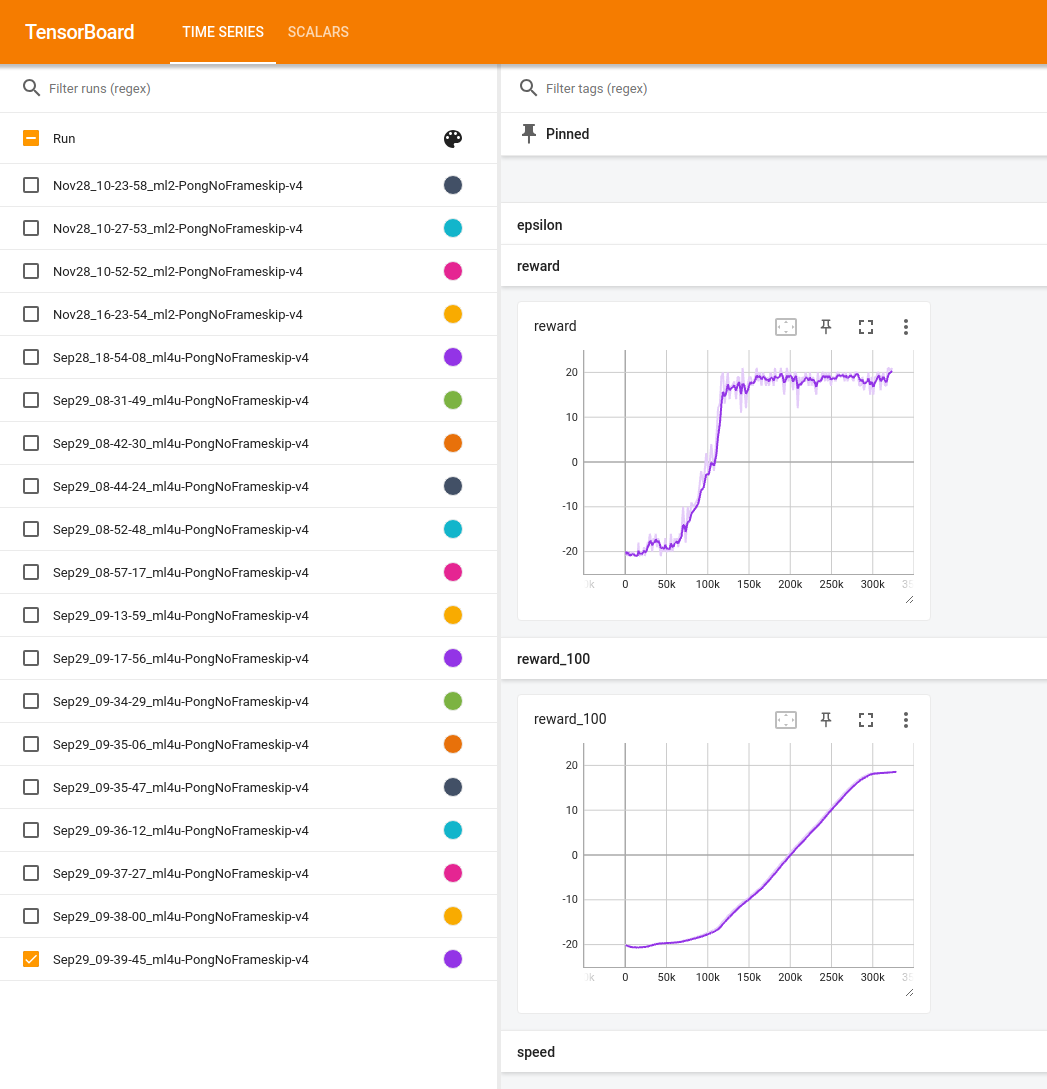 TensorBoard TIME SERIES SCALARS
Filter runs (regex)
Run
Nov28_10-23-58_ml2-PongNoFrameskip-v4
Nov28_10-27-53_ml2-PongNoFrameskip-v4
Nov28_10-52-52_ml2-PongNoFrameskip-v4
Nov28_16-23-54_ml2-PongNoFrameskip-v4
Sep28_18-54-08_ml4u-PongNoFrameskip-v4
Sep29_08-31-49_ml4u-PongNoFrameskip-v4
Sep29_08-42-30_ml4u-PongNoFrameskip-v4
Sep29_08-44-24_ml4u-PongNoFrameskip-v4
Sep29_08-52-48_ml4u-PongNoFrameskip-v4
Sep29_08-57-17_ml4u-PongNoFrameskip-v4
Sep29_09-13-59_ml4u-PongNoFrameskip-v4
Sep29_09-17-56_ml4u-PongNoFrameskip-v4
Sep29_09-34-29_ml4u-PongNoFrameskip-v4
Sep29_09-35-06_ml4u-PongNoFrameskip-v4
Sep29_09-35-47_ml4u-PongNoFrameskip-v4
Sep29_09-36-12_ml4u-PongNoFrameskip-v4
Sep29_09-37-27_ml4u-PongNoFrameskip-v4
Sep29_09-38-00_ml4u-PongNoFrameskip-v4
Sep29_09-39-45_ml4u-PongNoFrameskip-v4
Filter tags (regex)
Pinned
epsilon
reward
reward
20
10
0
-10
-20
0 50k 100k 150k 200k 250k 300k
reward_100
reward_100
20
10
0
-10
-20
0 50k 100k 150k 200k 250k 300k
speed